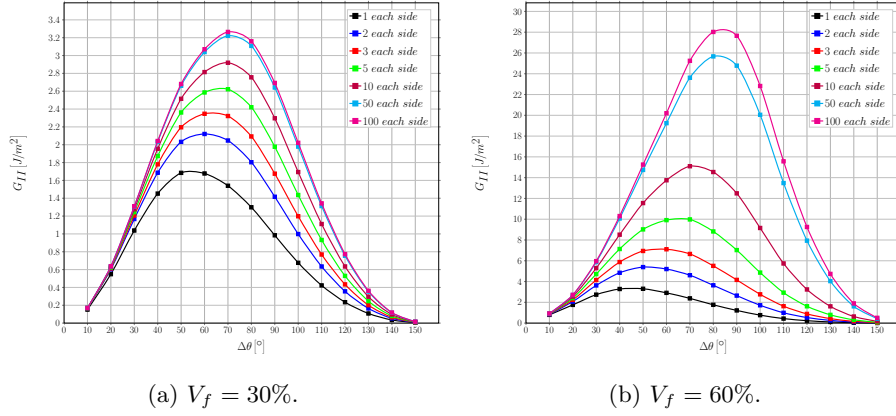 3.4
3.2
3
2.8
2.6
2.4
2.2
2
1.8
1.6
1.4
1.2
1
0.8
0.6
0.4
0.2
0
G_{II} [J/m^2]
10 20 30 40 50 60 70 80 90 100 110 120 130 140 150
Δθ [°]
1 each side
2 each side
3 each side
5 each side
10 each side
50 each side
100 each side
(a) V_f = 30%.
30
28
26
24
22
20
18
16
14
12
10
8
6
4
2
0
G_{II} [J/m^2]
10 20 30 40 50 60 70 80 90 100 110 120 130 140 150
Δθ [°]
1 each side
2 each side
3 each side
5 each side
10 each side
50 each side
100 each side
(b) V_f = 60%.